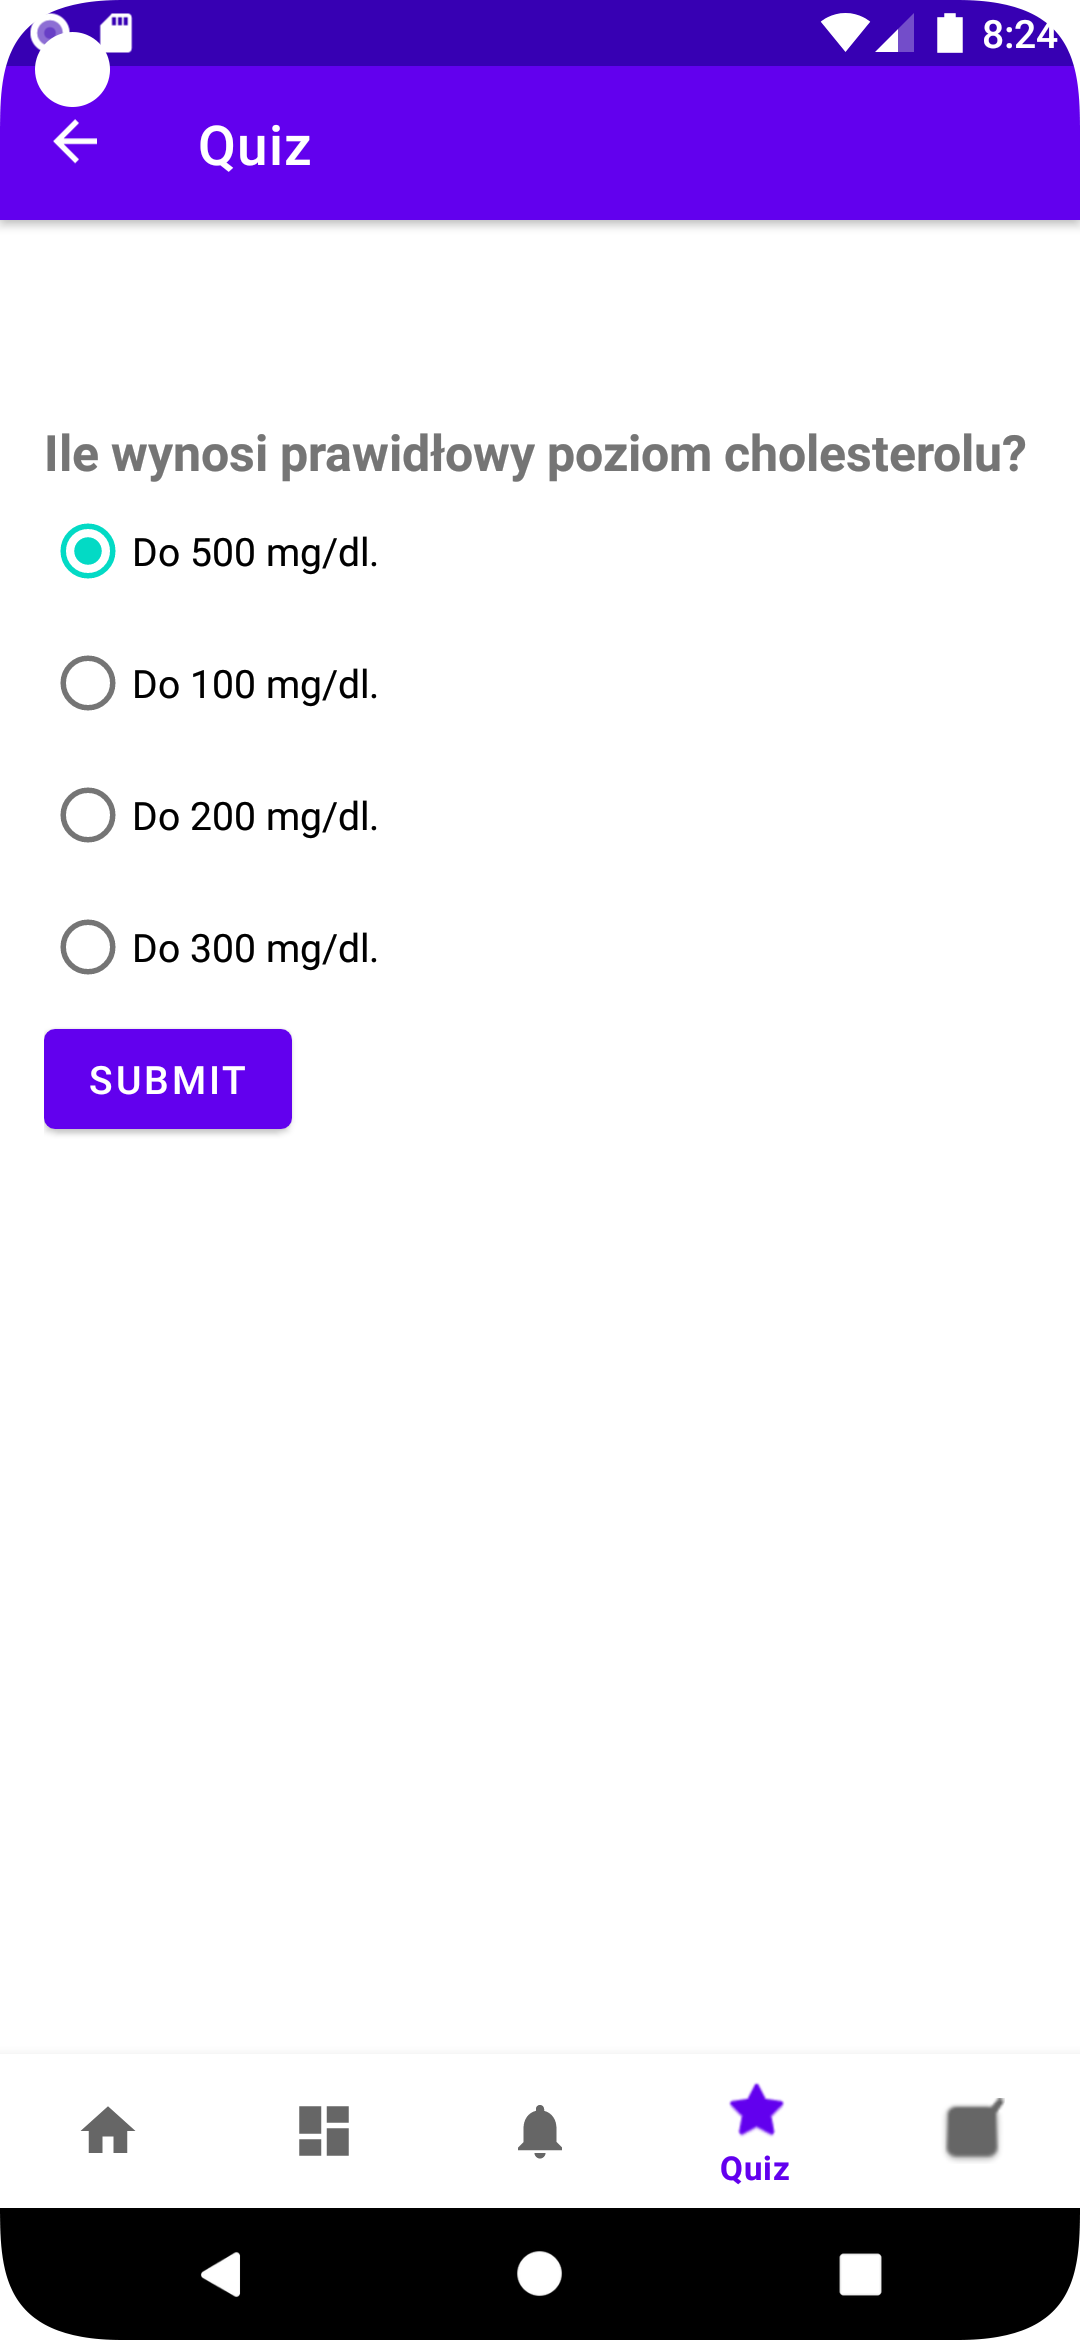 8:24
Quiz
Ile wynosi prawidłowy poziom cholesterolu?
Do 500 mg/dl.
Do 100 mg/dl.
Do 200 mg/dl.
Do 300 mg/dl.
SUBMIT
Quiz